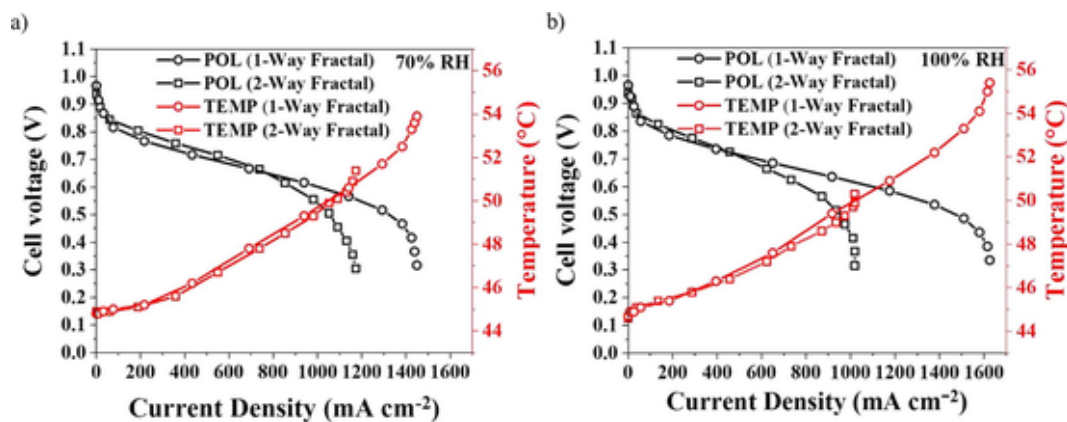 a)
1.1
1.0
0.9
0.8
0.7
0.6
0.5
0.4
0.3
0.2
0.1
0.0
Cell voltage (V)
POL (1-Way Fractal) 70% RH
POL (2-Way Fractal)
TEMP (1-Way Fractal)
TEMP (2-Way Fractal)
56
54
52
50
48
46
44
Temperature (°C)
0 200 400 600 800 1000 1200 1400 1600
Current Density (mA cm⁻²)
b)
1.1
1.0
0.9
0.8
0.7
0.6
0.5
0.4
0.3
0.2
0.1
0.0
Cell voltage (V)
POL (1-Way Fractal) 100% RH
POL (2-Way Fractal)
TEMP (1-Way Fractal)
TEMP (2-Way Fractal)
56
54
52
50
48
46
44
Temperature (°C)
0 200 400 600 800 1000 1200 1400 1600
Current Density (mA cm⁻²)